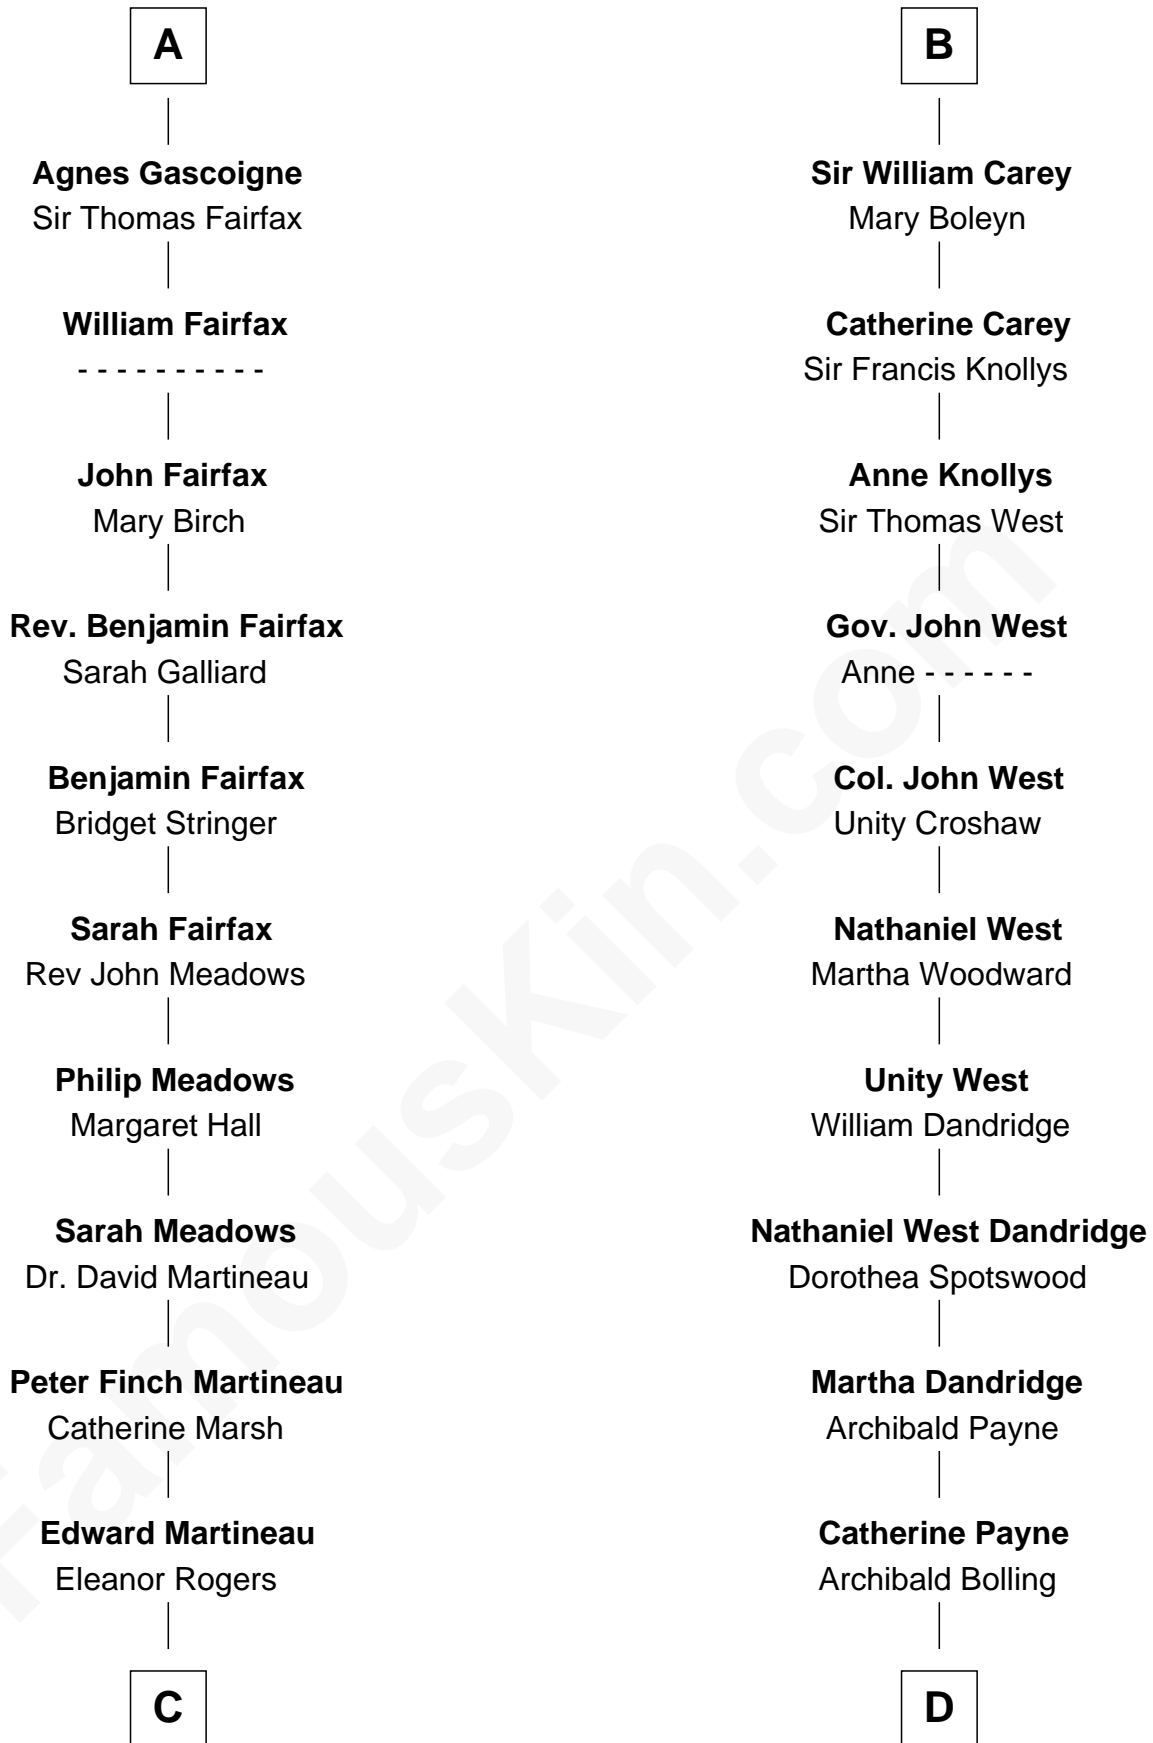 A
Agnes Gascoigne
Sir Thomas Fairfax
William Fairfax
- - - - - - - - - -
John Fairfax
Mary Birch
Rev. Benjamin Fairfax
Sarah Galliard
Benjamin Fairfax
Bridget Stringer
Sarah Fairfax
Rev John Meadows
Philip Meadows
Margaret Hall
Sarah Meadows
Dr. David Martineau
Peter Finch Martineau
Catherine Marsh
Edward Martineau
Eleanor Rogers
C
B
Sir William Carey
Mary Boleyn
Catherine Carey
Sir Francis Knollys
Anne Knollys
Sir Thomas West
Gov. John West
Anne - - - - - -
Col. John West
Unity Croshaw
Nathaniel West
Martha Woodward
Unity West
William Dandridge
Nathaniel West Dandridge
Dorothea Spotswood
Martha Dandridge
Archibald Payne
Catherine Payne
Archibald Bolling
D
FamousKin.com